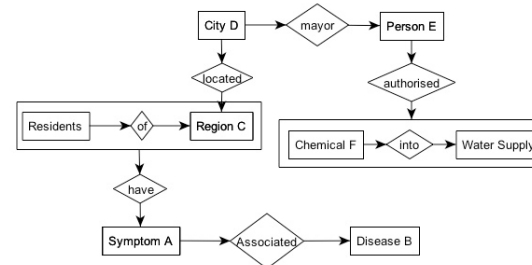 City D
mayor
Person E
located
authorised
Residents
of
Region C
Chemical F
into
Water Supply
have
Symptom A
Associated
Disease B